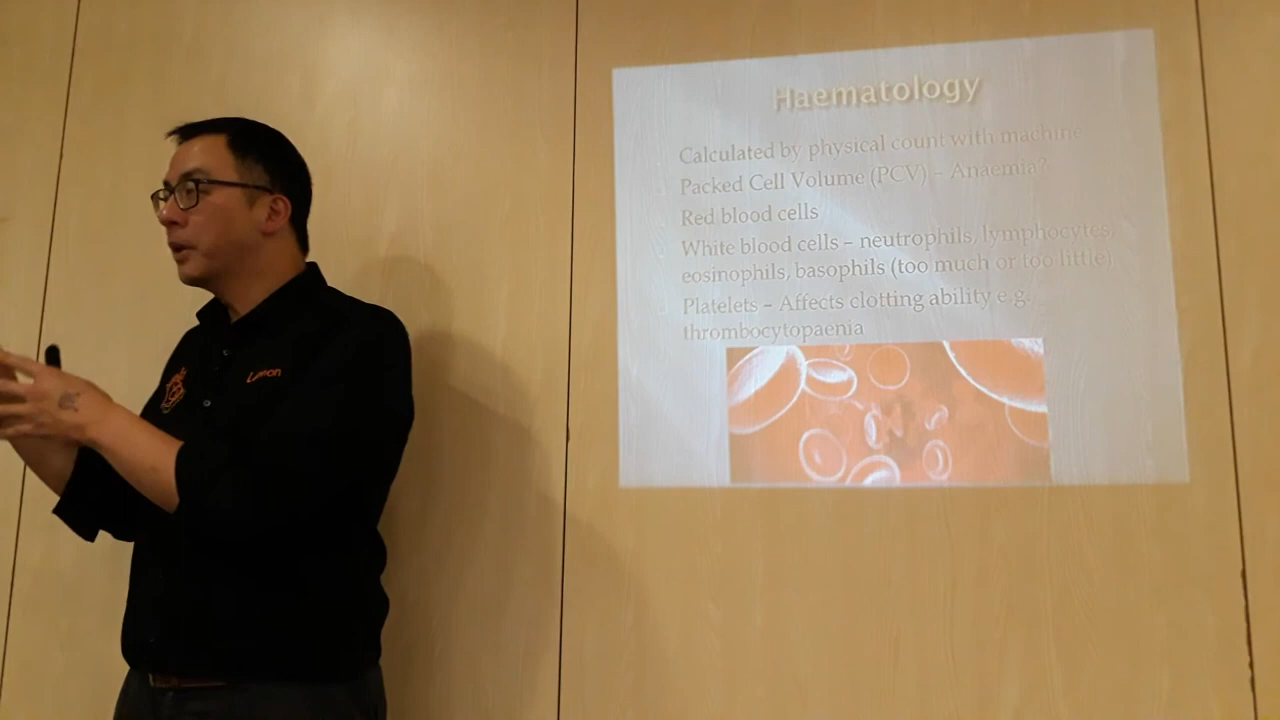 Haematology
Calculated by physical count with machine
Packed Cell Volume (PCV) – Anaemia?
Red blood cells
White blood cells – neutrophils, lymphocytes,
eosinophils, basophils (too much or too little)
Platelets – Affects clotting ability e.g.
thrombocytopaenia